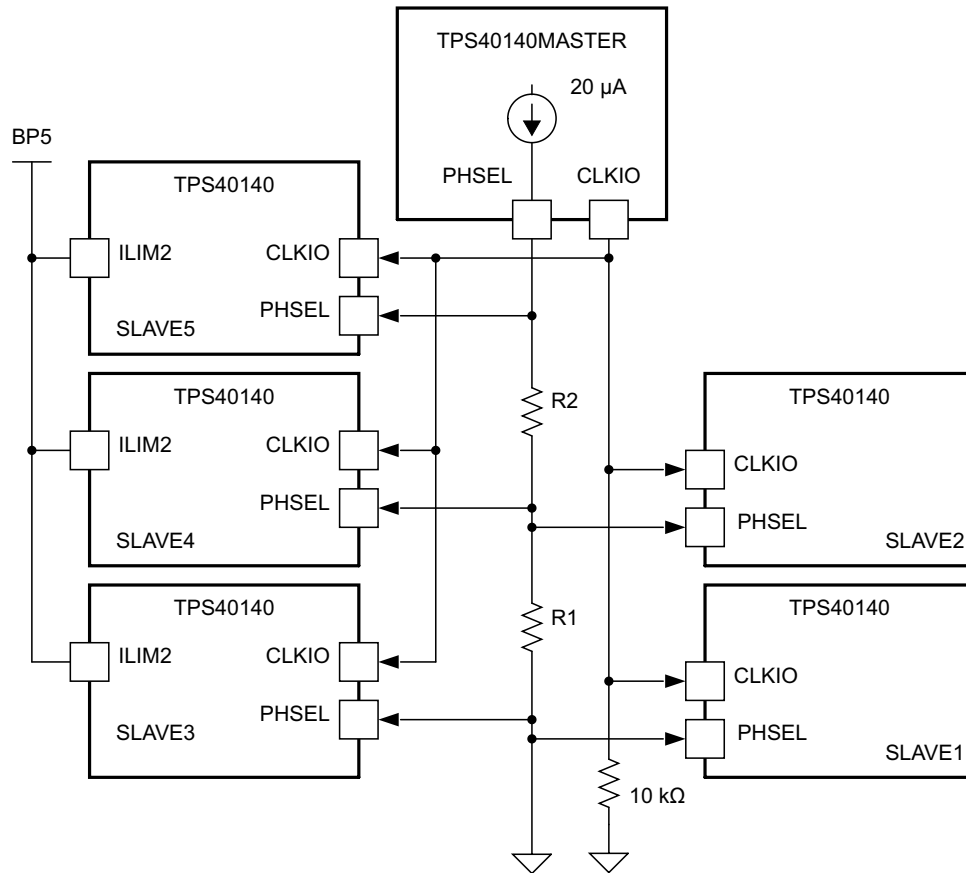 TPS40140MASTER
20 µA
PHSEL
CLKIO
BP5
TPS40140
ILIM2
CLKIO
PHSEL
SLAVE5
TPS40140
ILIM2
CLKIO
PHSEL
SLAVE4
TPS40140
ILIM2
CLKIO
PHSEL
SLAVE3
R2
R1
10 kΩ
TPS40140
CLKIO
PHSEL
SLAVE2
TPS40140
CLKIO
PHSEL
SLAVE1